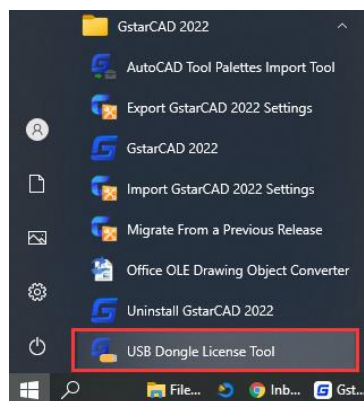 GstarCAD 2022
AutoCAD Tool Palettes Import Tool
Export GstarCAD 2022 Settings
GstarCAD 2022
Import GstarCAD 2022 Settings
Migrate From a Previous Release
Office OLE Drawing Object Converter
Uninstall GstarCAD 2022
USB Dongle License Tool
File... Inb... Gst...